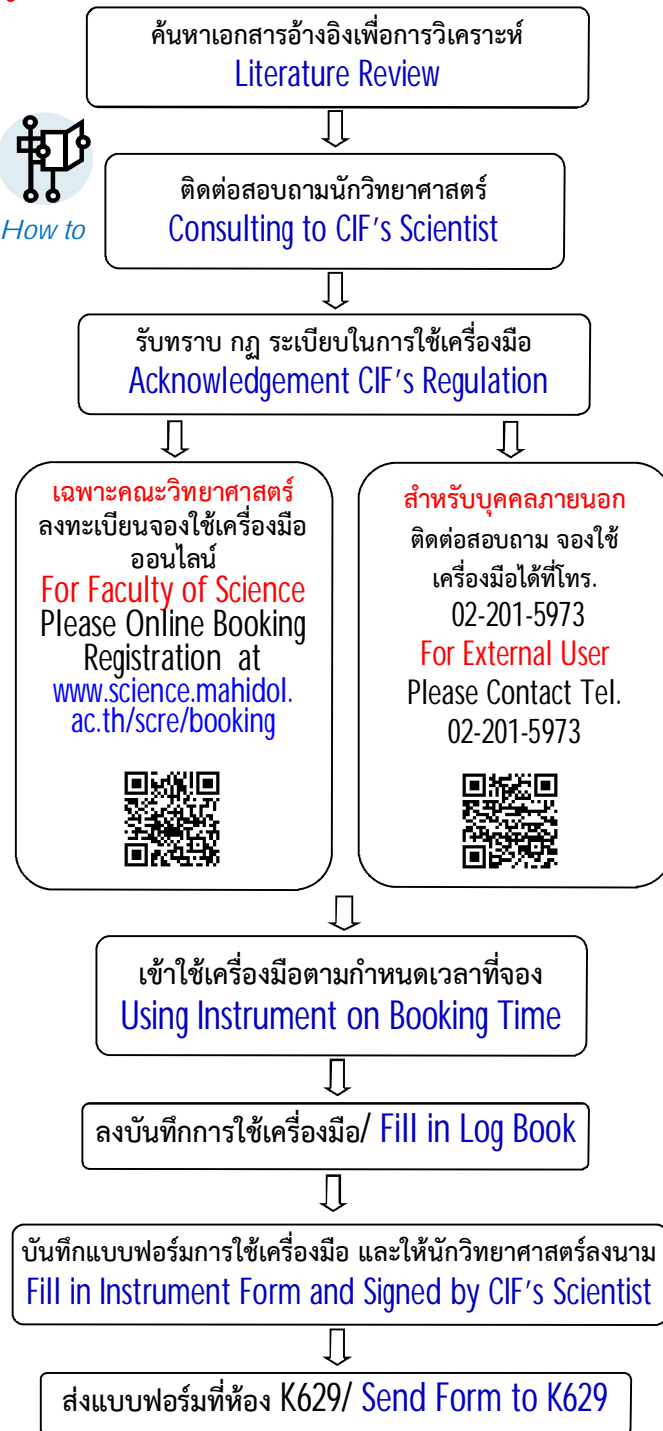 ค้นหาเอกสารอ้างอิงเพื่อการวิเคราะห์
Literature Review
How to
ติดต่อสอบถามนักวิทยาศาสตร์
Consulting to CIF's Scientist
รับทราบ กฏ ระเบียบในการใช้เครื่องมือ
Acknowledgement CIF's Regulation
เฉพาะคณะวิทยาศาสตร์
ลงทะเบียนจองใช้เครื่องมือ
ออนไลน์
For Faculty of Science
Please Online Booking
Registration at
www.science.mahidol.
ac.th/scre/booking
สำหรับบุคคลภายนอก
ติดต่อสอบถาม จองใช้
เครื่องมือได้ที่โทร.
02-201-5973
For External User
Please Contact Tel.
02-201-5973
เข้าใช้เครื่องมือตามกำหนดเวลาที่จอง
Using Instrument on Booking Time
ลงบันทึกการใช้เครื่องมือ/ Fill in Log Book
บันทึกแบบฟอร์มการใช้เครื่องมือ และให้นักวิทยาศาสตร์ลงนาม
Fill in Instrument Form and Signed by CIF's Scientist
ส่งแบบฟอร์มที่ห้อง K629/ Send Form to K629